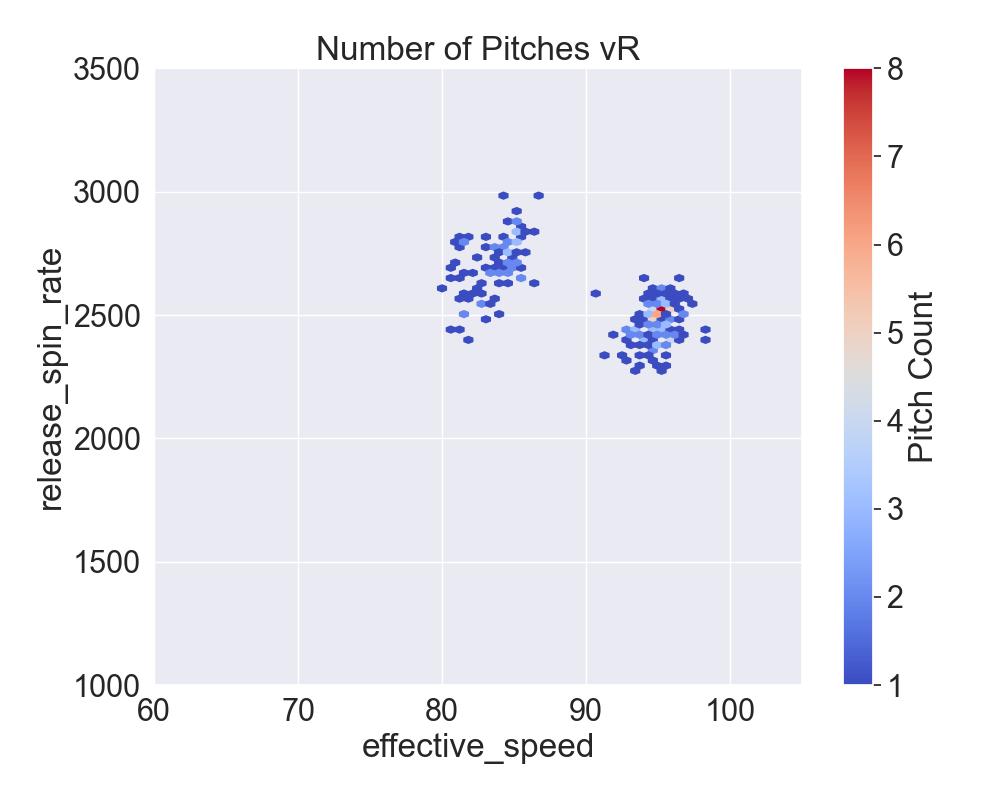 Number of Pitches vR
3500
3000
2500
2000
1500
1000
release_spin_rate
60 70 80 90 100
effective_speed
8
7
6
5
4
3
2
1
Pitch Count